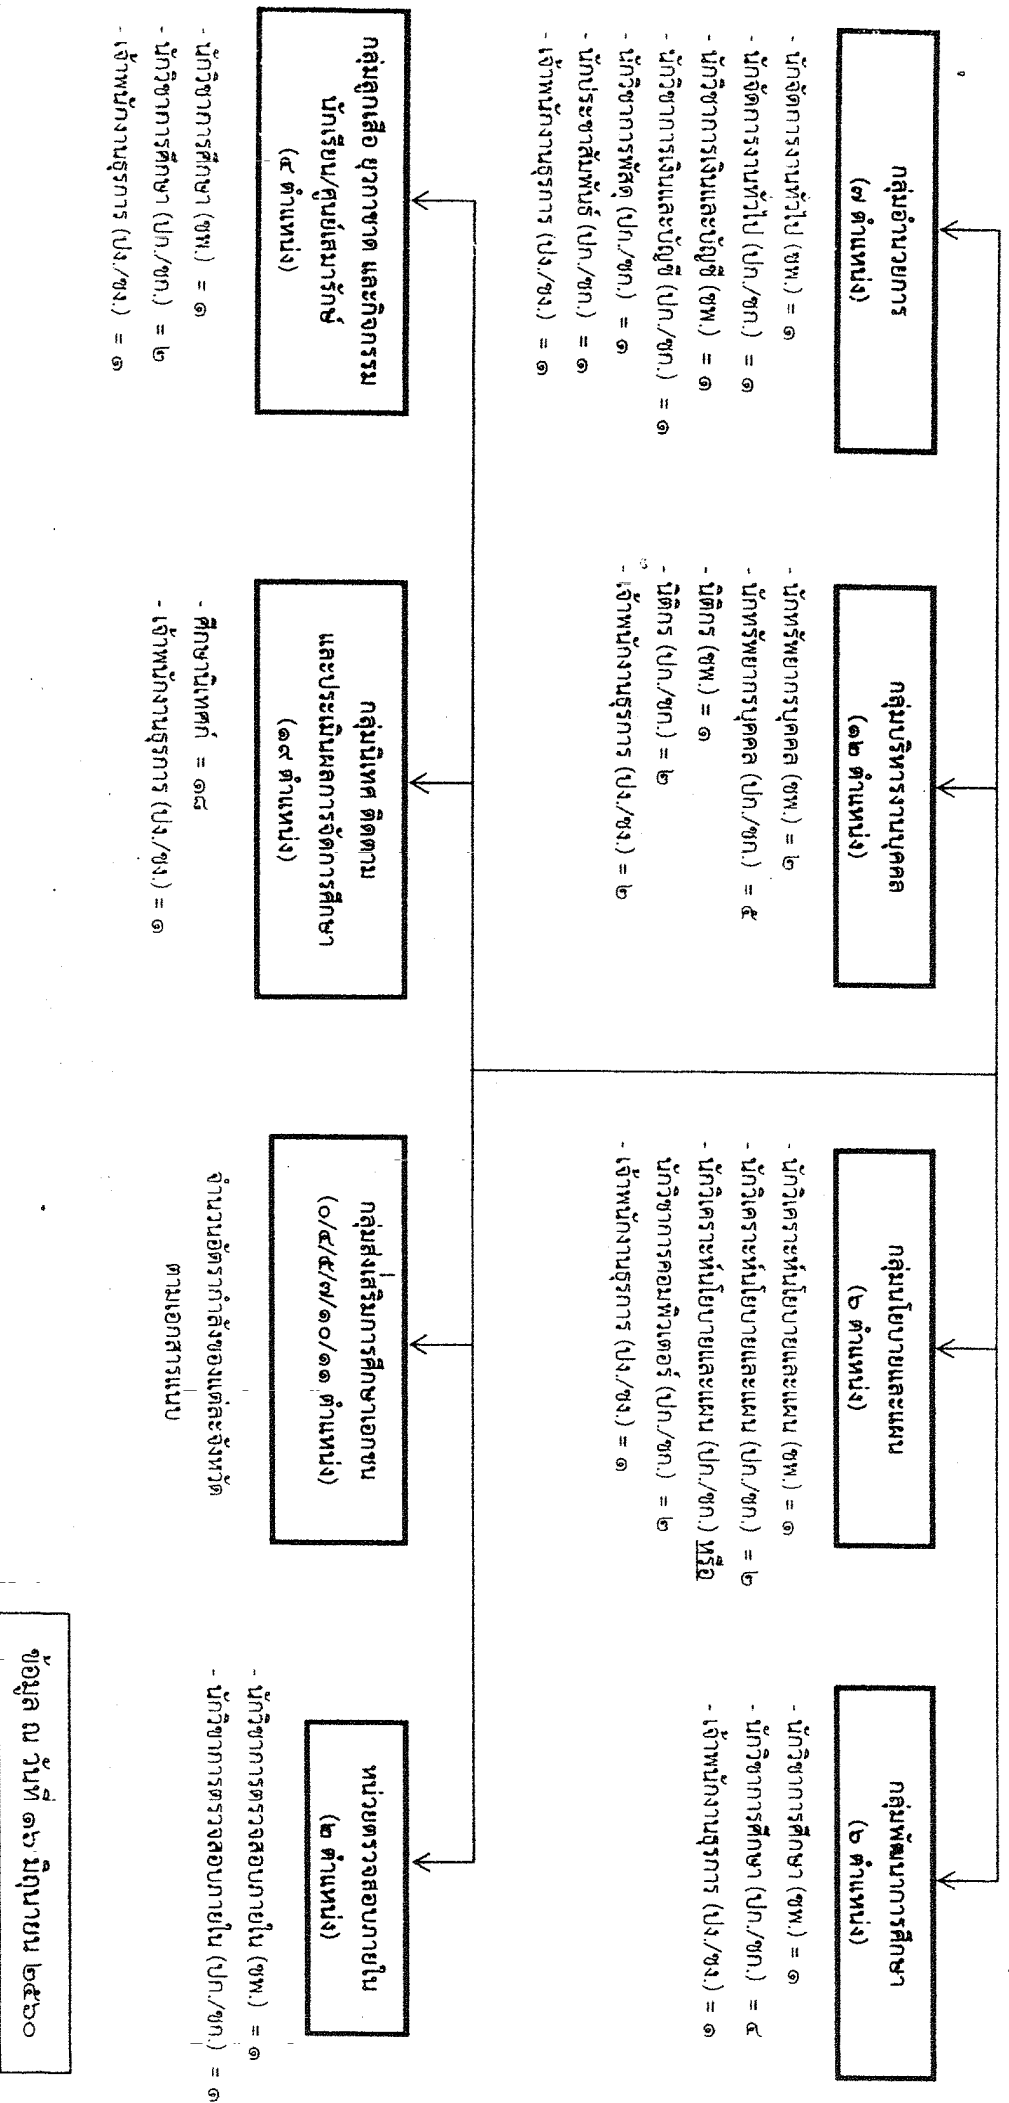 กลุ่มอำนวยการ
(๗ ตำแหน่ง)
- นักจัดการงานทั่วไป (ชพ.) = ๑
- นักจัดการงานทั่วไป (ปก./ชก.) = ๑
- นักวิชาการเงินและบัญชี (ชพ.) = ๑
- นักวิชาการเงินและบัญชี (ปก./ชก.) = ๑
- นักวิชาการพัสดุ (ปก./ชก.) = ๑
- นักประชาสัมพันธ์ (ปก./ชก.) = ๑
- เจ้าพนักงานธุรการ (ปง./ชง.) = ๑
กลุ่มบริหารงานบุคคล
(๑๒ ตำแหน่ง)
- นักทรัพยากรบุคคล (ชพ.) = ๒
- นักทรัพยากรบุคคล (ปก./ชก.) = ๕
- นิติกร (ชพ.) = ๑
- นิติกร (ปก./ชก.) = ๒
- เจ้าพนักงานธุรการ (ปง./ชง.) = ๒
กลุ่มนโยบายและแผน
(๖ ตำแหน่ง)
- นักวิเคราะห์นโยบายและแผน (ชพ.) = ๑
- นักวิเคราะห์นโยบายและแผน (ปก./ชก.) = ๒
- นักวิเคราะห์นโยบายและแผน (ปก./ชก.) หรือ
นักวิชาการคอมพิวเตอร์ (ปก./ชก.) = ๒
- เจ้าพนักงานธุรการ (ปง./ชง.) = ๑
กลุ่มพัฒนาการศึกษา
(๖ ตำแหน่ง)
- นักวิชาการศึกษา (ชพ.) = ๑
- นักวิชาการศึกษา (ปก./ชก.) = ๔
- เจ้าพนักงานธุรการ (ปง./ชง.) = ๑
กลุ่มลูกเสือ ยุวกาชาด และกิจกรรม
นักเรียน/ศูนย์เสมารักษ์
(๔ ตำแหน่ง)
- นักวิชาการศึกษา (ชพ.) = ๑
- นักวิชาการศึกษา (ปก./ชก.) = ๒
- เจ้าพนักงานธุรการ (ปง./ชง.) = ๑
กลุ่มนิเทศ ติดตาม
และประเมินผลการจัดการศึกษา
(๑๙ ตำแหน่ง)
- ศึกษานิเทศก์ = ๑๘
- เจ้าพนักงานธุรการ (ปง./ชง.) = ๑
กลุ่มส่งเสริมการศึกษาเอกชน
(๐/๔/๕/๗/๑๐/๑๑ ตำแหน่ง)
จำนวนอัตรากำลังของแต่ละจังหวัด
ตามเอกสารแนบ
หน่วยตรวจสอบภายใน
(๒ ตำแหน่ง)
- นักวิชาการตรวจสอบภายใน (ชพ.) = ๑
- นักวิชาการตรวจสอบภายใน (ปก./ชก.) = ๑
ข้อมูล ณ วันที่ ๑๖ มิถุนายน ๒๕๖๐